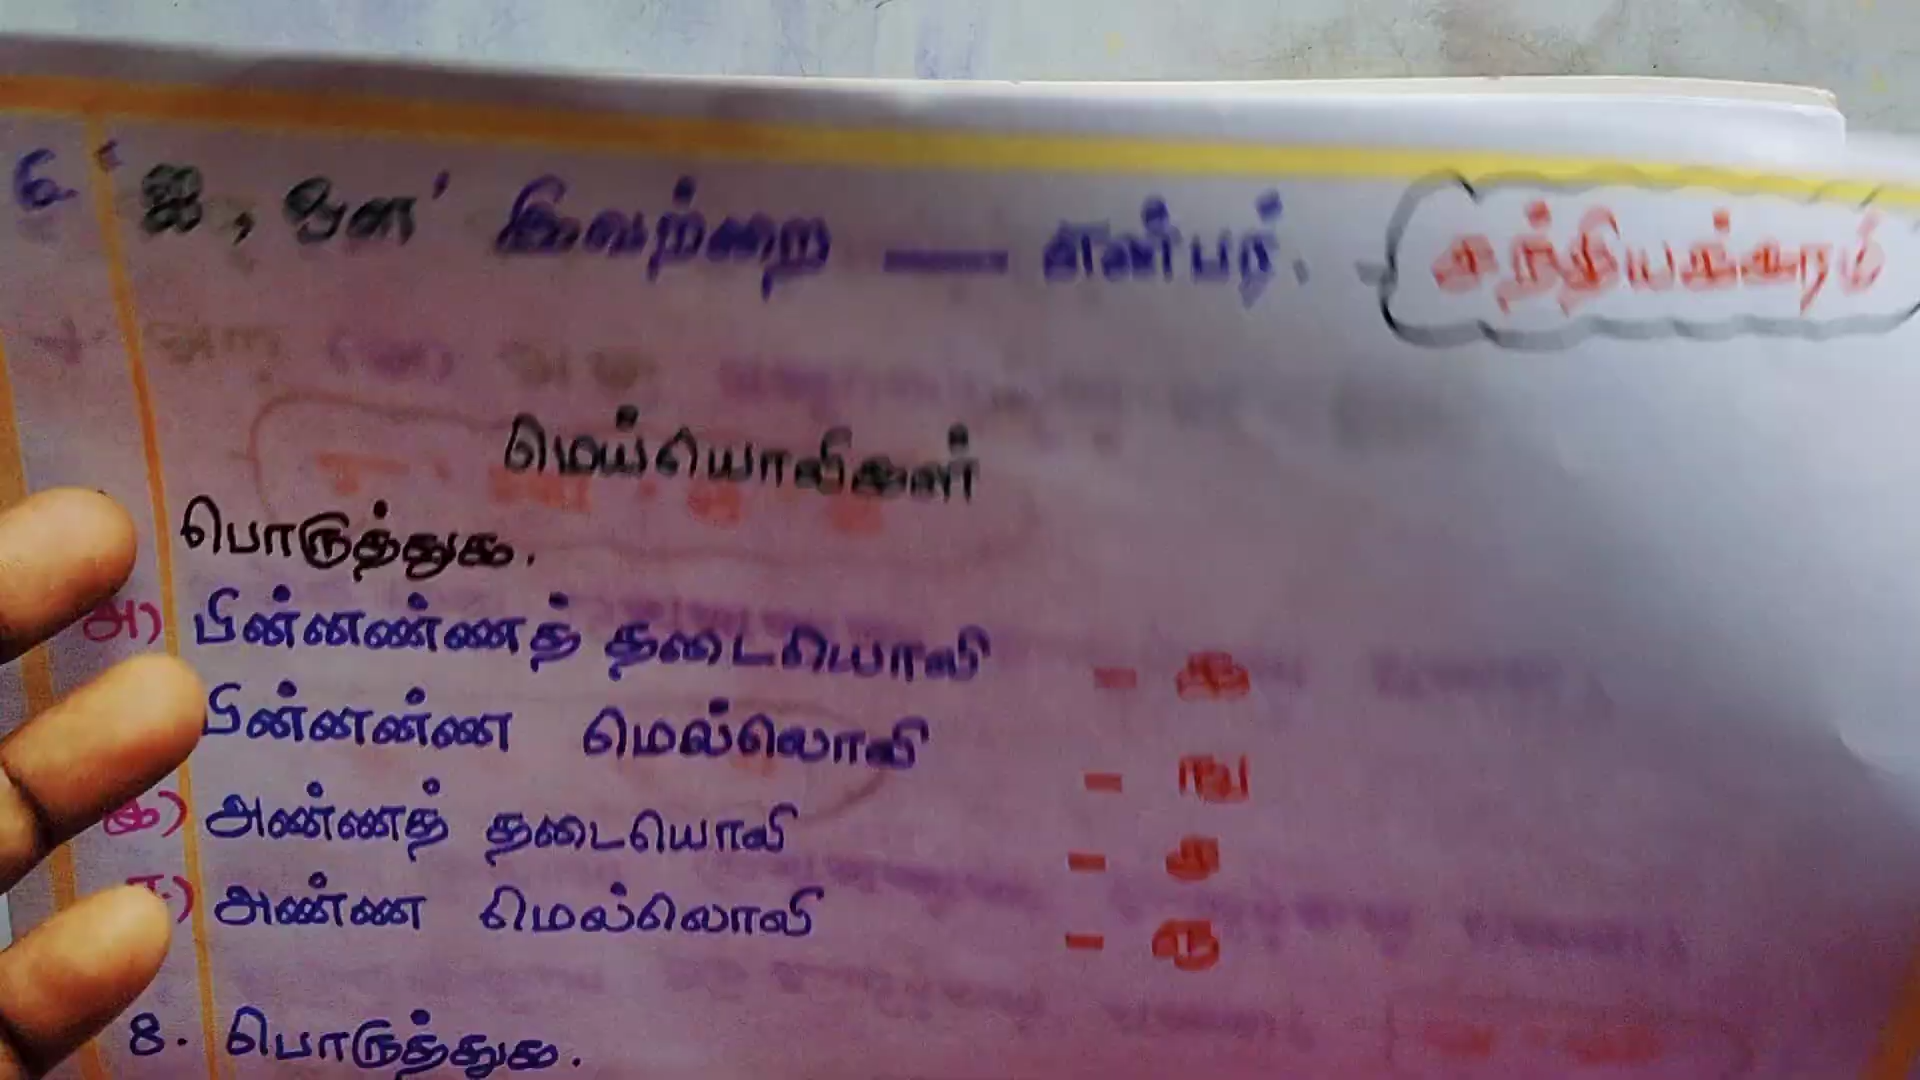 6. ' ஐ, ஔ' இவற்றை — என்பர். சந்தியக்கரம்
மெய்யொலிகள்
பொருத்துக.
அ) பின்னண்ணத் தடையொலி - க
பின்னண்ண மெல்லொலி - ங
இ) அண்ணத் தடையொலி - ச
ஈ) அண்ண மெல்லொலி - ஞ
8. பொருத்துக.